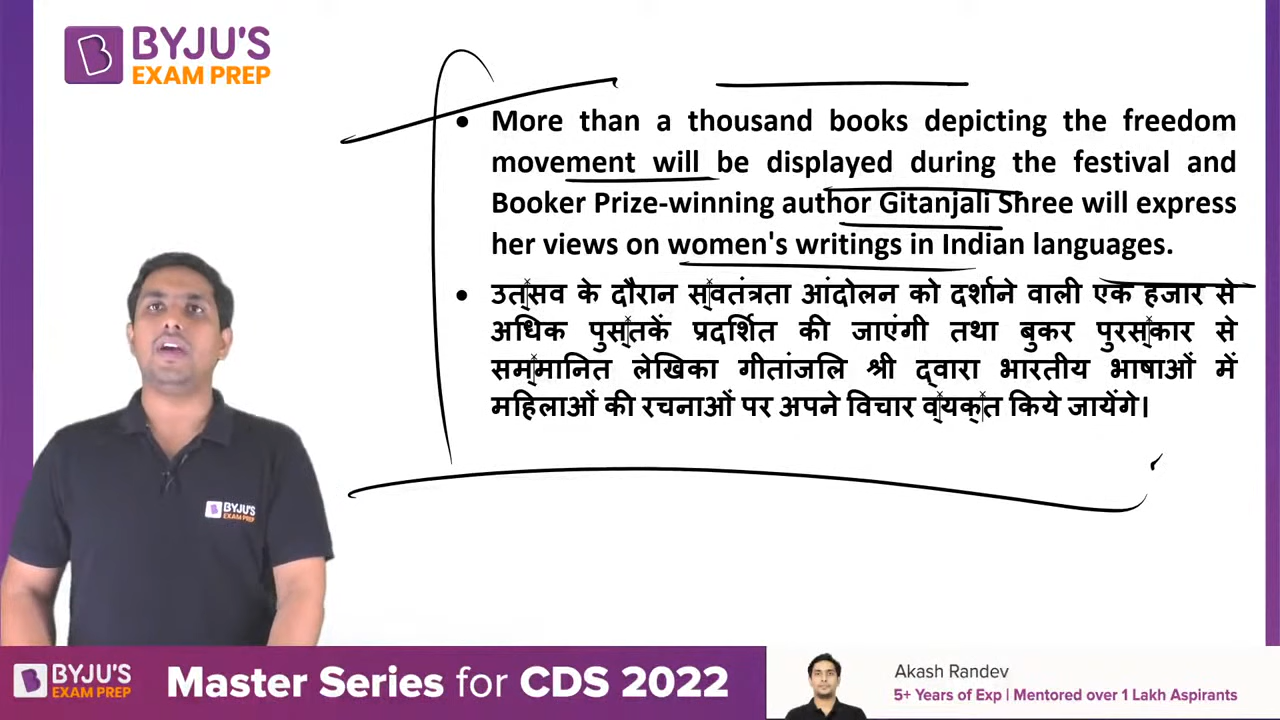 BYJU'S
EXAM PREP
• More than a thousand books depicting the freedom
movement will be displayed during the festival and
Booker Prize-winning author Gitanjali Shree will express
her views on women's writings in Indian languages.
• उत्सव के दौरान स्वतंत्रता आंदोलन को दर्शाने वाली एक हजार से
अधिक पुस्तकें प्रदर्शित की जाएंगी तथा बुकर पुरस्कार से
सम्मानित लेखिका गीतांजलि श्री द्वारा भारतीय भाषाओं में
महिलाओं की रचनाओं पर अपने विचार व्यक्त किये जायेंगे।
BYJU'S
EXAM PREP
BYJU'S
EXAM PREP
Master Series for CDS 2022
Akash Randev
5+ Years of Exp | Mentored over 1 Lakh Aspirants